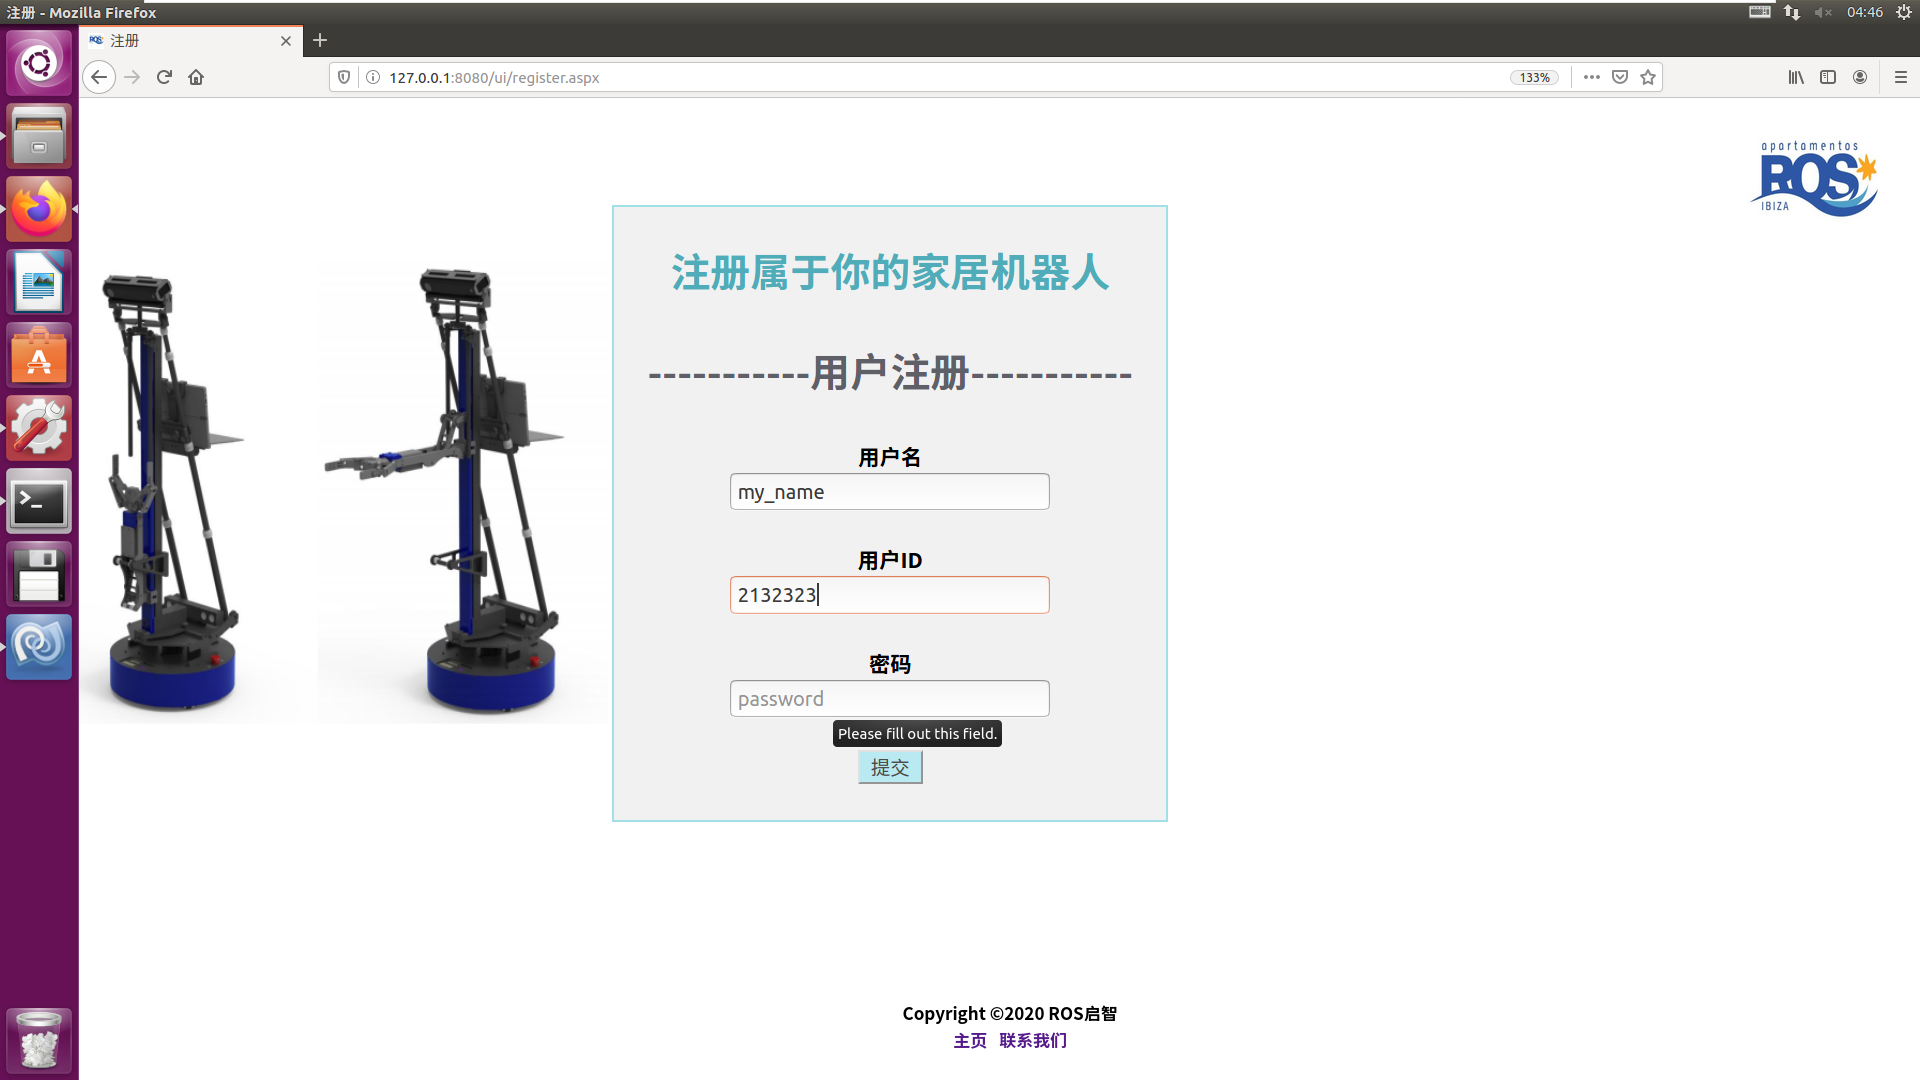 注册 - Mozilla Firefox
04:46
注册
127.0.0.1:8080/ui/register.aspx
133%
apartamentos
ROS
IBIZA
注册属于你的家居机器人
-----------用户注册-----------
用户名
my_name
用户ID
2132323
密码
password
Please fill out this field.
提交
Copyright ©2020 ROS启智
主页 联系我们